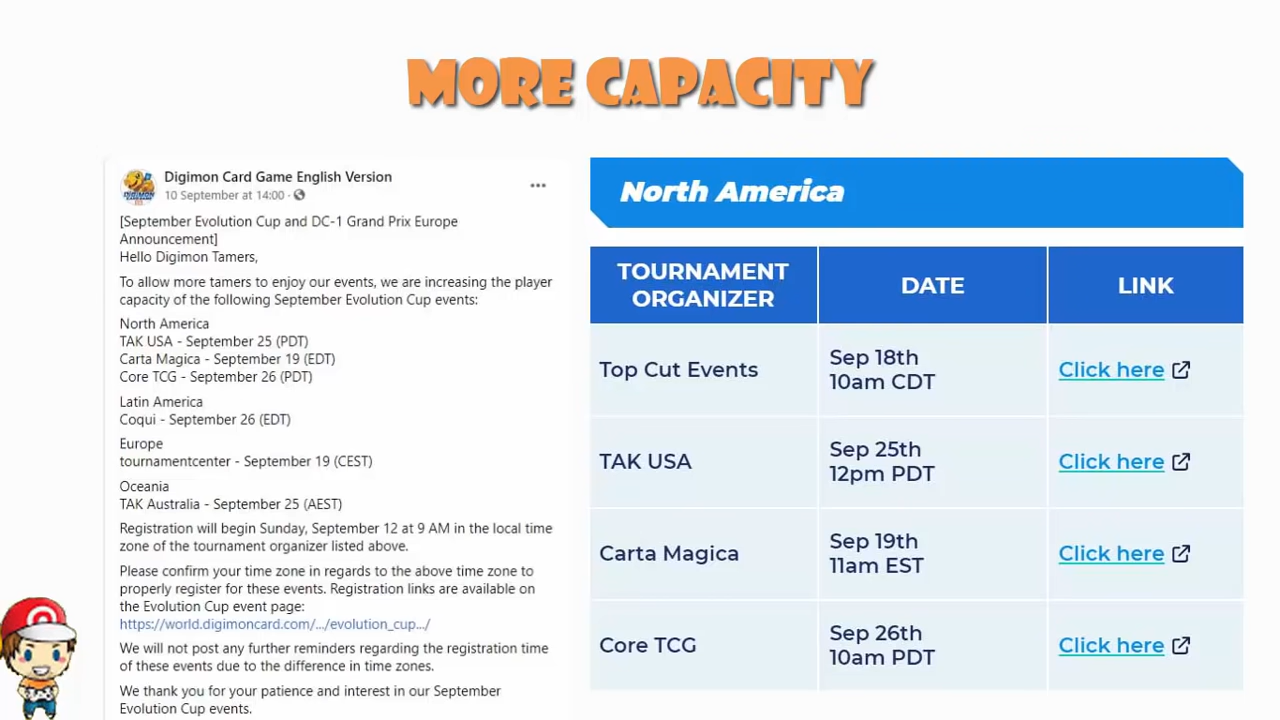 MORE CAPACITY
Digimon Card Game English Version
10 September at 14:00 ·
[September Evolution Cup and DC-1 Grand Prix Europe
Announcement]
Hello Digimon Tamers,
To allow more tamers to enjoy our events, we are increasing the player
capacity of the following September Evolution Cup events:
North America
TAK USA - September 25 (PDT)
Carta Magica - September 19 (EDT)
Core TCG - September 26 (PDT)
Latin America
Coqui - September 26 (EDT)
Europe
tournamentcenter - September 19 (CEST)
Oceania
TAK Australia - September 25 (AEST)
Registration will begin Sunday, September 12 at 9 AM in the local time
zone of the tournament organizer listed above.
Please confirm your time zone in regards to the above time zone to
properly register for these events. Registration links are available on
the Evolution Cup event page:
https://world.digimoncard.com/.../evolution_cup.../
We will not post any further reminders regarding the registration time
of these events due to the difference in time zones.
We thank you for your patience and interest in our September
Evolution Cup events.
North America
TOURNAMENT
ORGANIZER
DATE
LINK
Top Cut Events
Sep 18th
10am CDT
Click here
TAK USA
Sep 25th
12pm PDT
Click here
Carta Magica
Sep 19th
11am EST
Click here
Core TCG
Sep 26th
10am PDT
Click here